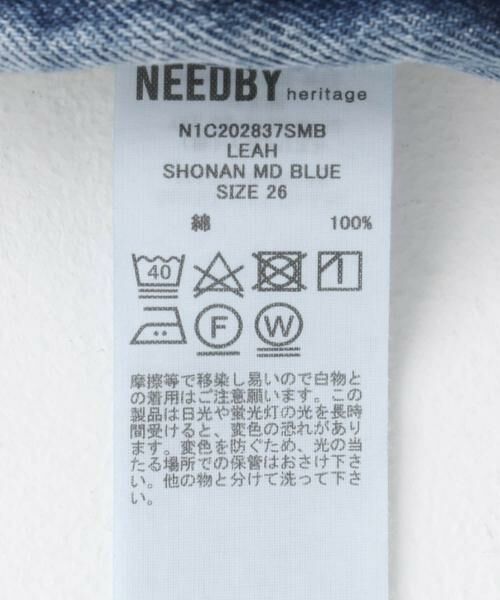 NEEDBY heritage
N1C202837SMB
LEAH
SHONAN MD BLUE
SIZE 26
綿 100%
40
F W
摩擦等で移染し易いので白物と
の着用はご注意願います。この
製品は日光や蛍光灯の光を長時
間受けると、変色の恐れがあり
ます。変色を防ぐため、光の当
たる場所での保管はおさけ下さ
い。他の物と分けて洗って下さ
い。